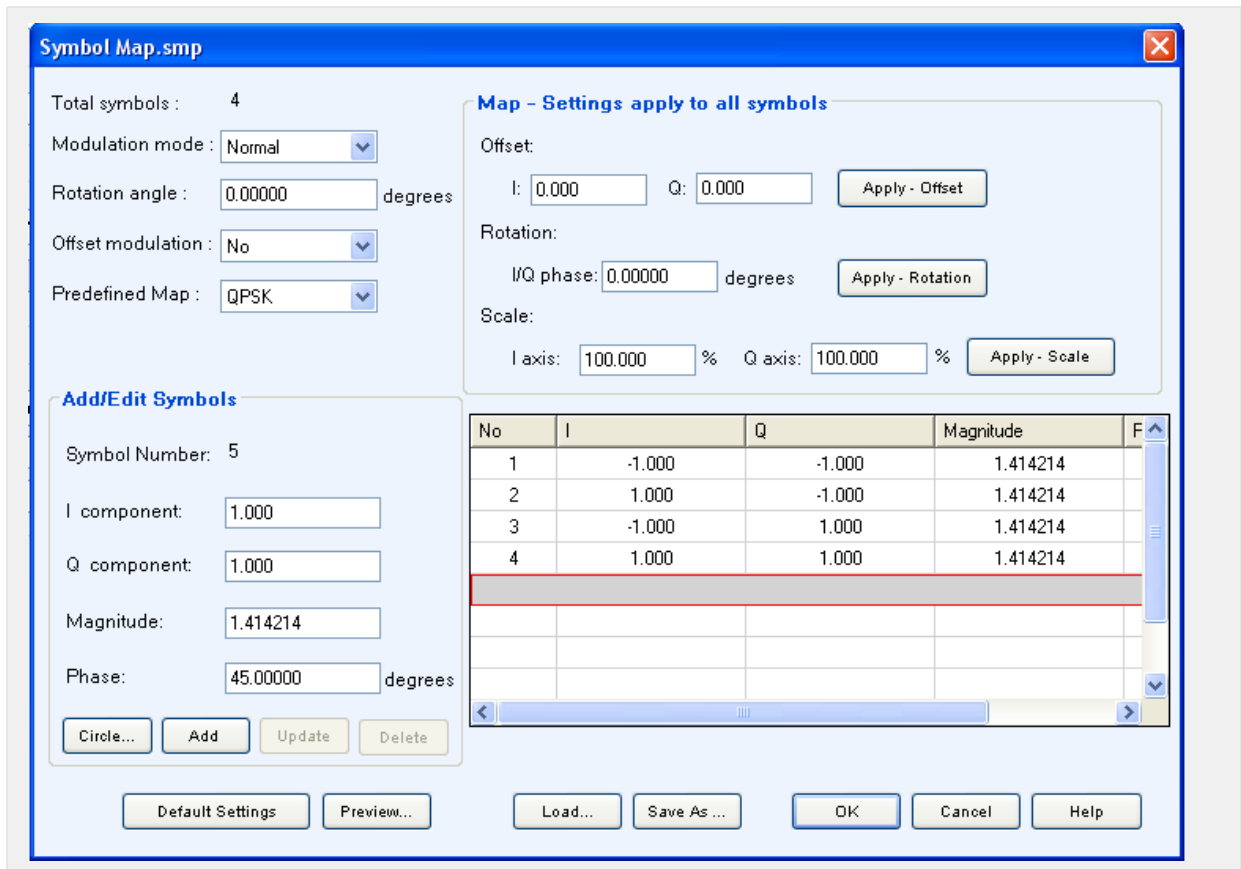 Symbol Map.smp
Total symbols : 4
Modulation mode : Normal
Rotation angle : 0.00000 degrees
Offset modulation : No
Predefined Map : QPSK
Map - Settings apply to all symbols
Offset:
I: 0.000 Q: 0.000 Apply - Offset
Rotation:
I/Q phase: 0.00000 degrees Apply - Rotation
Scale:
I axis: 100.000 % Q axis: 100.000 % Apply - Scale
Add/Edit Symbols
Symbol Number: 5
I component: 1.000
Q component: 1.000
Magnitude: 1.414214
Phase: 45.00000 degrees
Circle... Add Update Delete
No I Q Magnitude
1 -1.000 -1.000 1.414214
2 1.000 -1.000 1.414214
3 -1.000 1.000 1.414214
4 1.000 1.000 1.414214
Default Settings Preview... Load... Save As ... OK Cancel Help